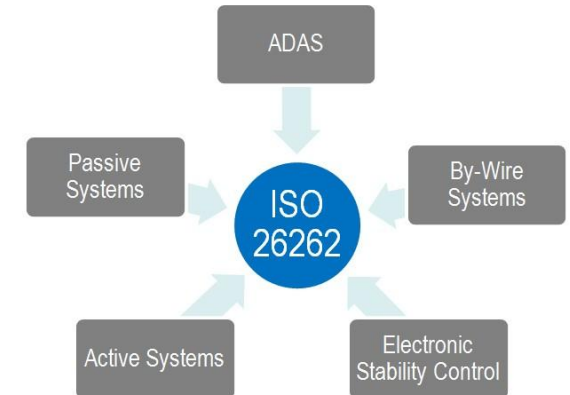 ADAS
Passive
Systems
By-Wire
Systems
ISO
26262
Active Systems
Electronic
Stability Control